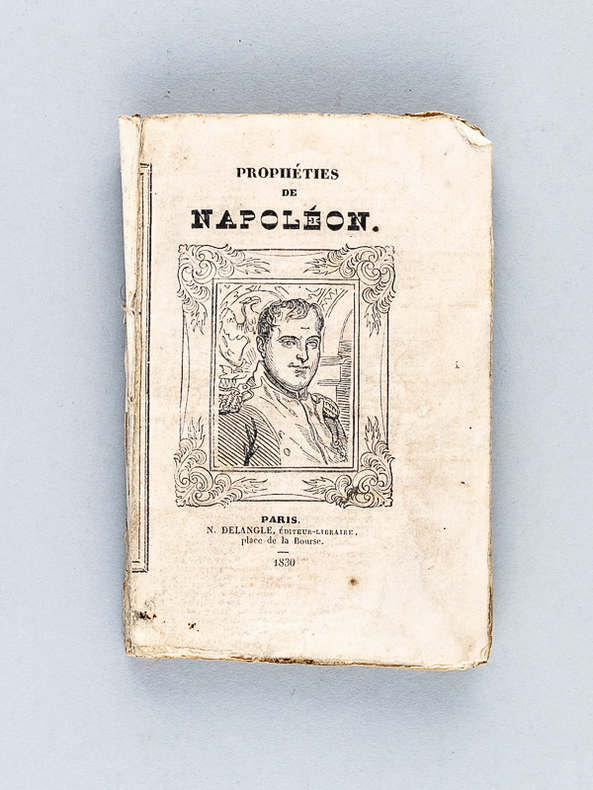 PROPHÉTIES
DE
NAPOLÉON.
PARIS.
N. DELANGLE, ÉDITEUR-LIBRAIRE,
place de la Bourse.
1830